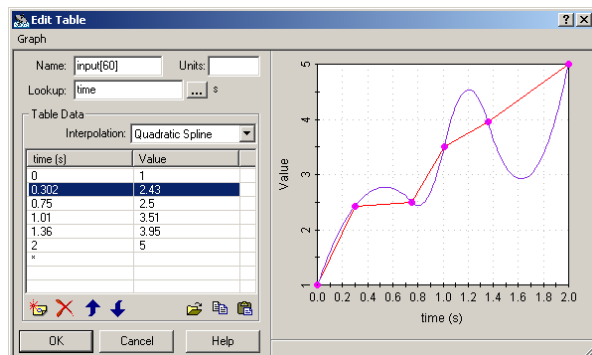 Edit Table
Graph
Name: input[60] Units:
Lookup: time ... s
Table Data
Interpolation: Quadratic Spline
time (s) Value
0 1
0.302 2.43
0.75 2.5
1.01 3.51
1.36 3.95
2 5
*
OK Cancel Help
5
4
3
2
1
Value
0.0 0.2 0.4 0.6 0.8 1.0 1.2 1.4 1.6 1.8 2.0
time (s)